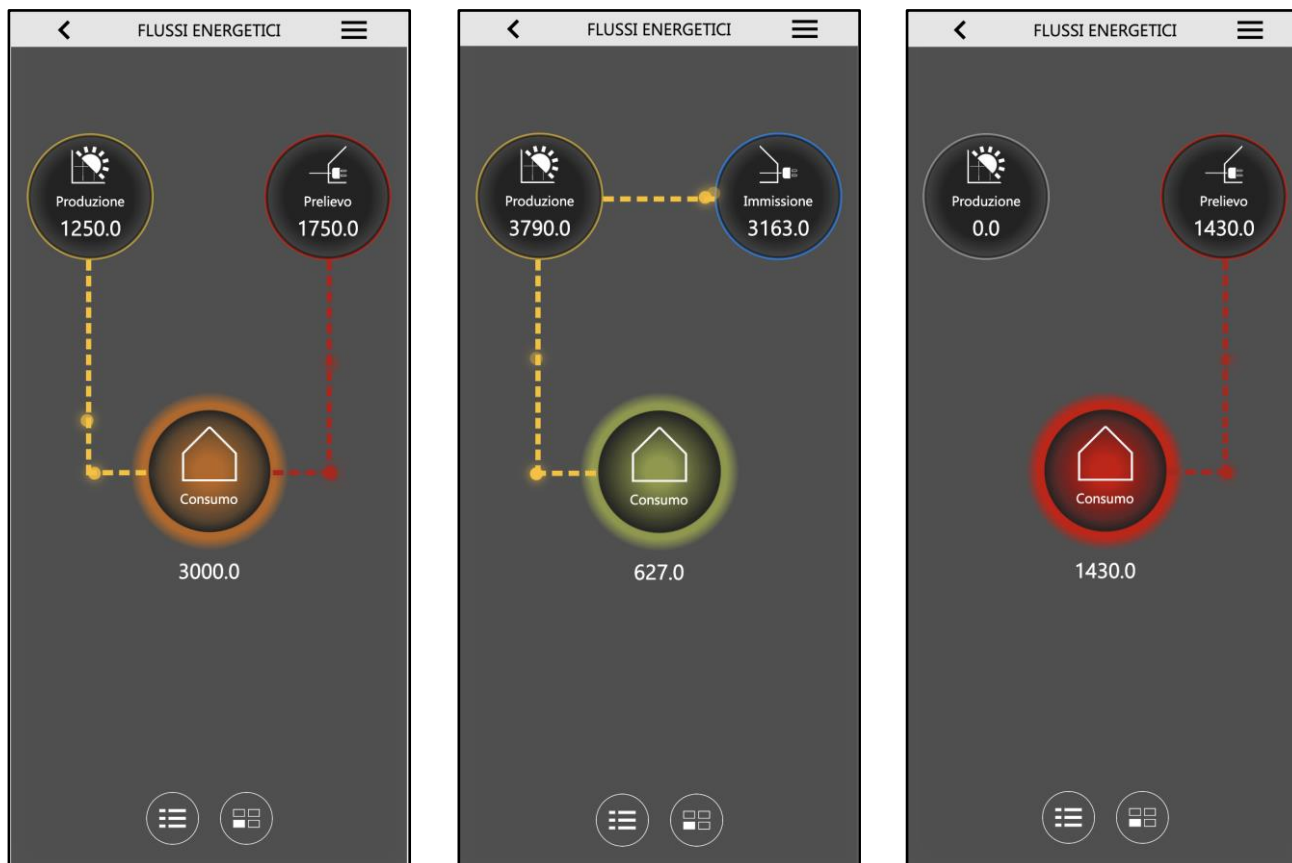 FLUSSI ENERGETICI
Produzione
1250.0
Prelievo
1750.0
Consumo
3000.0
FLUSSI ENERGETICI
Produzione
3790.0
Immissione
3163.0
Consumo
627.0
FLUSSI ENERGETICI
Produzione
0.0
Prelievo
1430.0
Consumo
1430.0